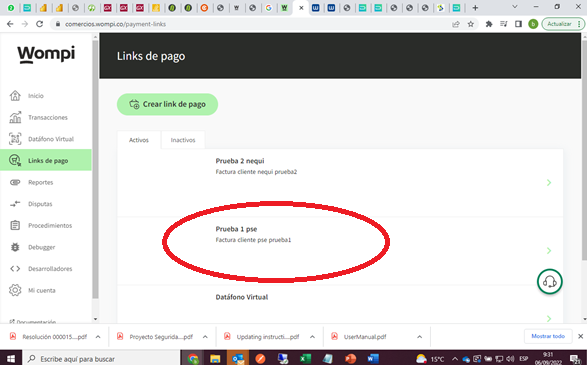 comercios.wompi.co/payment-links
b
Actualizar
Wompi
Links de pago
Inicio
Transacciones
Datáfono Virtual
Links de pago
Reportes
Disputas
Procedimientos
Debugger
Desarrolladores
Mi cuenta
Documentación
Crear link de pago
Activos
Inactivos
Prueba 2 nequi
Factura cliente nequi prueba2
Prueba 1 pse
Factura cliente pse prueba1
Datáfono Virtual
Resolución 000015....pdf
Proyecto Segurida....pdf
Updating instructi....pdf
UserManual.pdf
Mostrar todo
Escribe aquí para buscar
15°C
ESP
9:31
06/09/2022